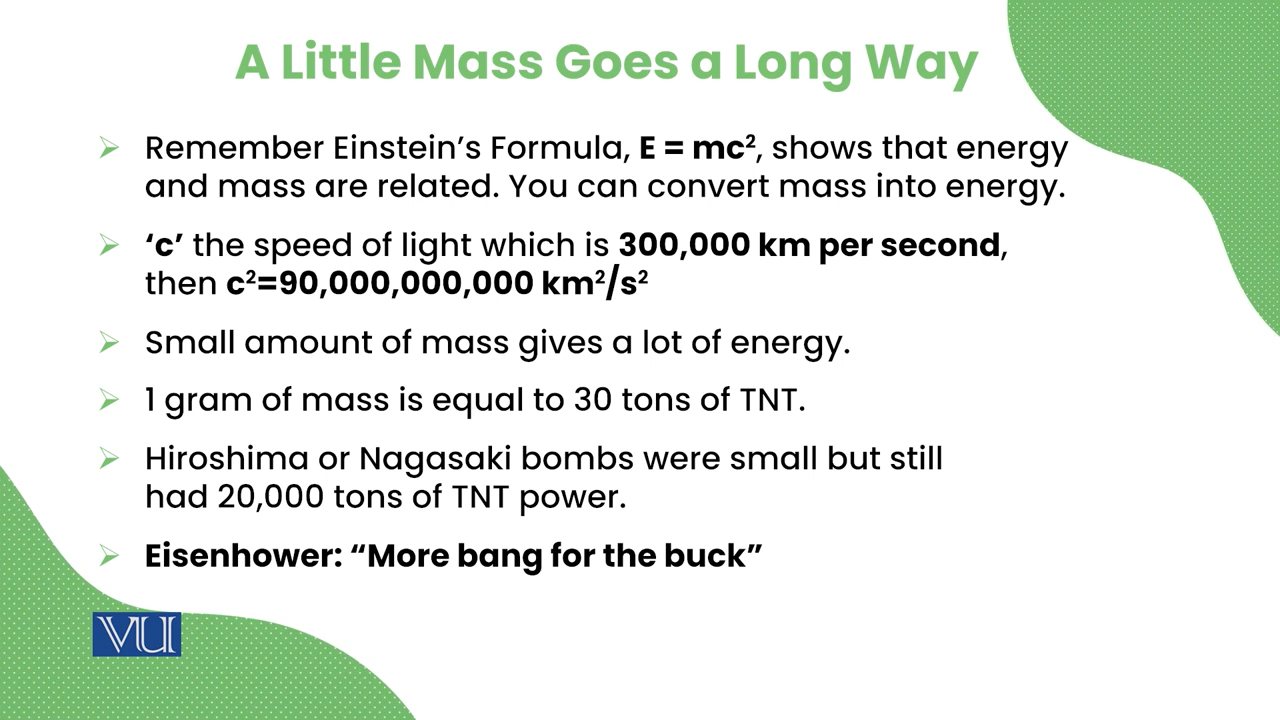 A Little Mass Goes a Long Way
➢ Remember Einstein’s Formula, E = mc², shows that energy
and mass are related. You can convert mass into energy.
➢ ‘c’ the speed of light which is 300,000 km per second,
then c²=90,000,000,000 km²/s²
➢ Small amount of mass gives a lot of energy.
➢ 1 gram of mass is equal to 30 tons of TNT.
➢ Hiroshima or Nagasaki bombs were small but still
had 20,000 tons of TNT power.
➢ Eisenhower: “More bang for the buck”
VU